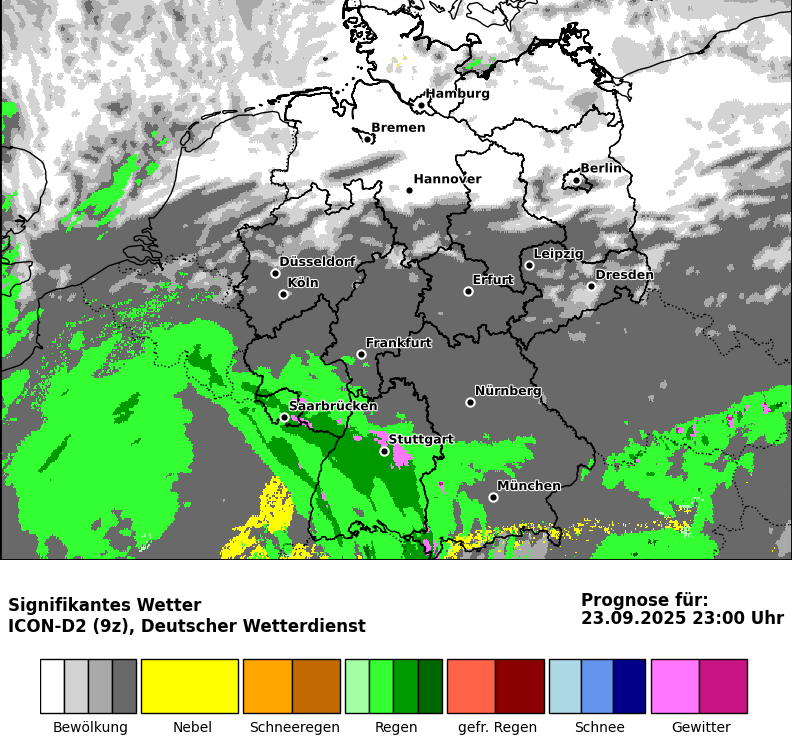 Hamburg
Bremen
Berlin
Hannover
Leipzig
Düsseldorf
Dresden
Köln
Erfurt
Frankfurt
Nürnberg
Saarbrücken
Stuttgart
München
Signifikantes Wetter
ICON-D2 (9z), Deutscher Wetterdienst
Prognose für:
23.09.2025 23:00 Uhr
Bewölkung
Nebel
Schneeregen
Regen
gefr. Regen
Schnee
Gewitter